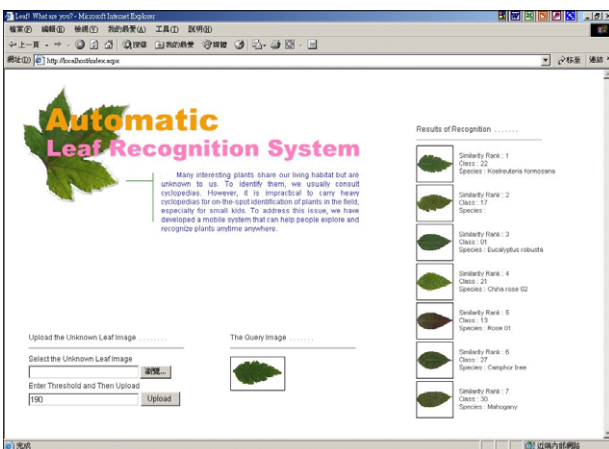 Leaf! What are you? - Microsoft Internet Explorer
檔案(F) 編輯(E) 檢視(V) 我的最愛(A) 工具(T) 說明(H)
上一頁 搜尋 我的最愛 媒體
網址(D) http://localhost/index.aspx 移至 連結
Automatic
Leaf Recognition System
Many interesting plants share our living habitat but are
unknown to us. To identify them, we usually consult
cyclopedias. However, it is impractical to carry heavy
cyclopedias for on-the-spot identification of plants in the field,
especially for small kids. To address this issue, we have
developed a mobile system that can help people explore and
recognize plants anytime anywhere.
Upload the Unknown Leaf Image ........
Select the Unknown Leaf Image
瀏覽...
Enter Threshold and Then Upload
190 Upload
The Query Image .......
Results of Recognition .......
Similarity Rank : 1
Class : 22
Species : Koelreuteria formosana
Similarity Rank : 2
Class : 17
Species :
Similarity Rank : 3
Class : 01
Species : Eucalyptus robusta
Similarity Rank : 4
Class : 21
Species : China rose 02
Similarity Rank : 5
Class : 13
Species : Rose 01
Similarity Rank : 6
Class : 27
Species : Camphor tree
Similarity Rank : 7
Class : 30
Species : Mahogany
完成
近端內部網路